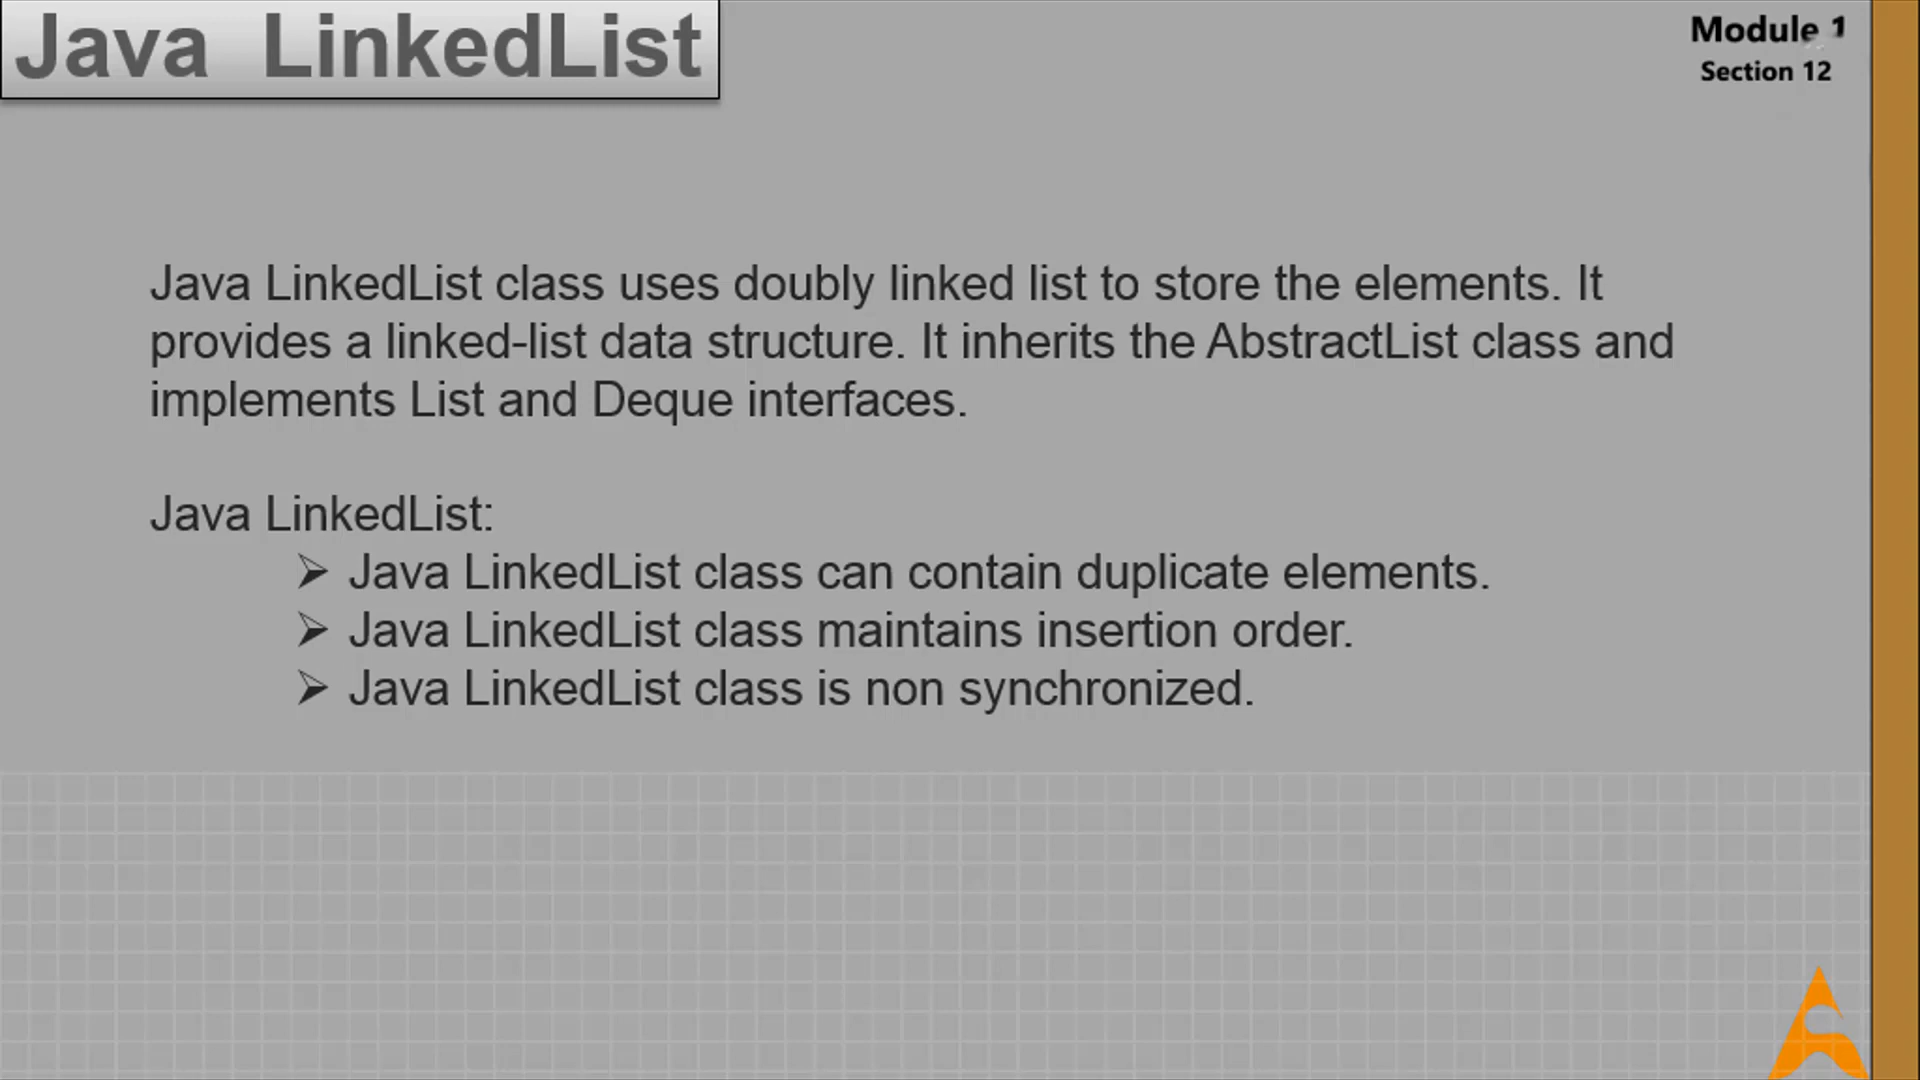 Java LinkedList
Module 1
Section 12
Java LinkedList class uses doubly linked list to store the elements. It
provides a linked-list data structure. It inherits the AbstractList class and
implements List and Deque interfaces.
Java LinkedList:
➢ Java LinkedList class can contain duplicate elements.
➢ Java LinkedList class maintains insertion order.
➢ Java LinkedList class is non synchronized.